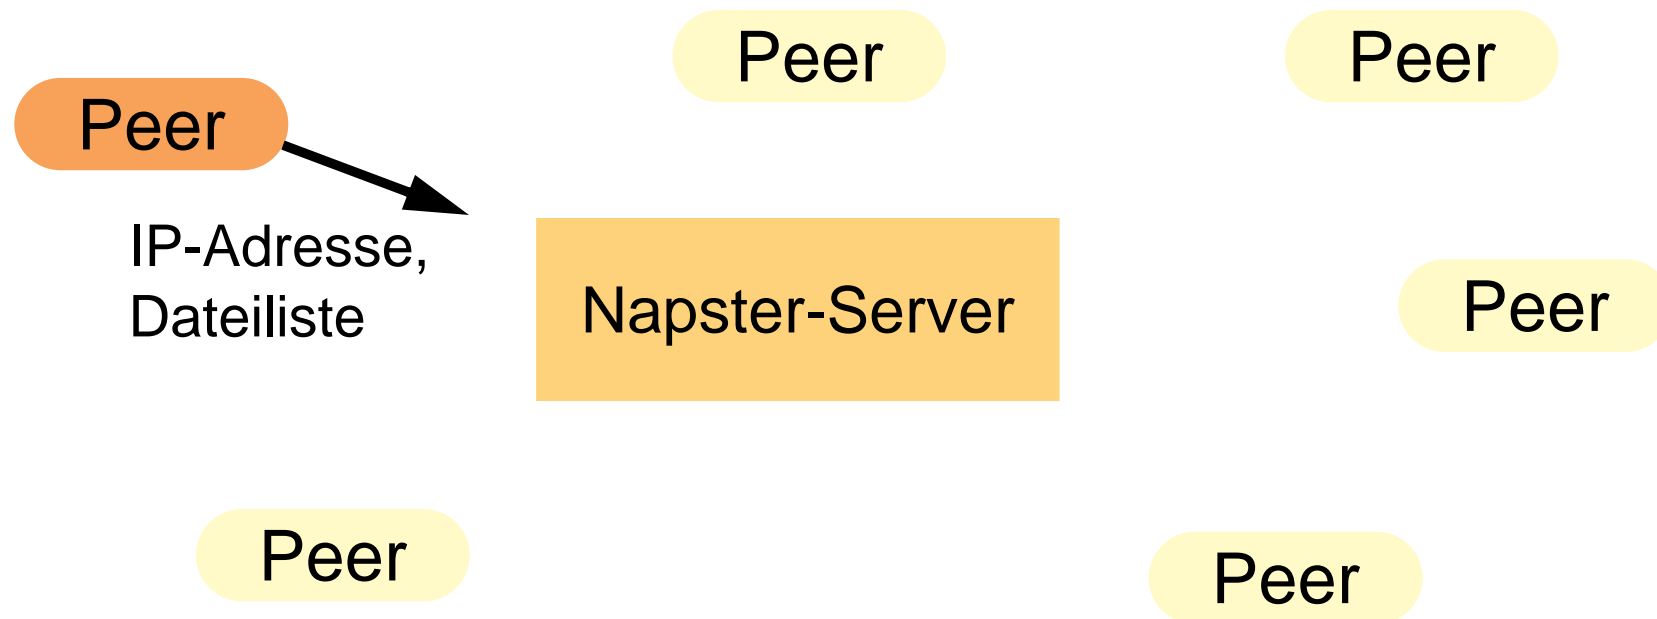 Peer
Peer
Peer
IP-Adresse,
Dateiliste
Napster-Server
Peer
Peer
Peer